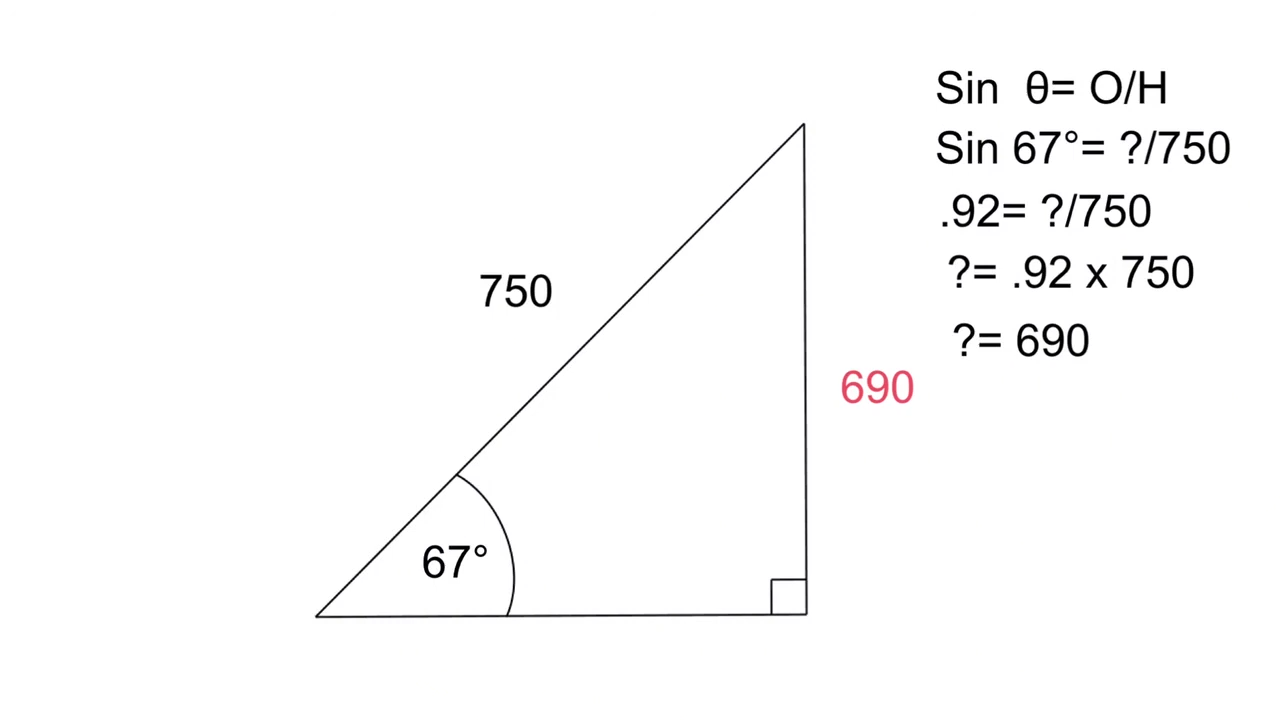 Sin θ= O/H
Sin 67°= ?/750
.92= ?/750
?= .92 x 750
?= 690
750
690
67°